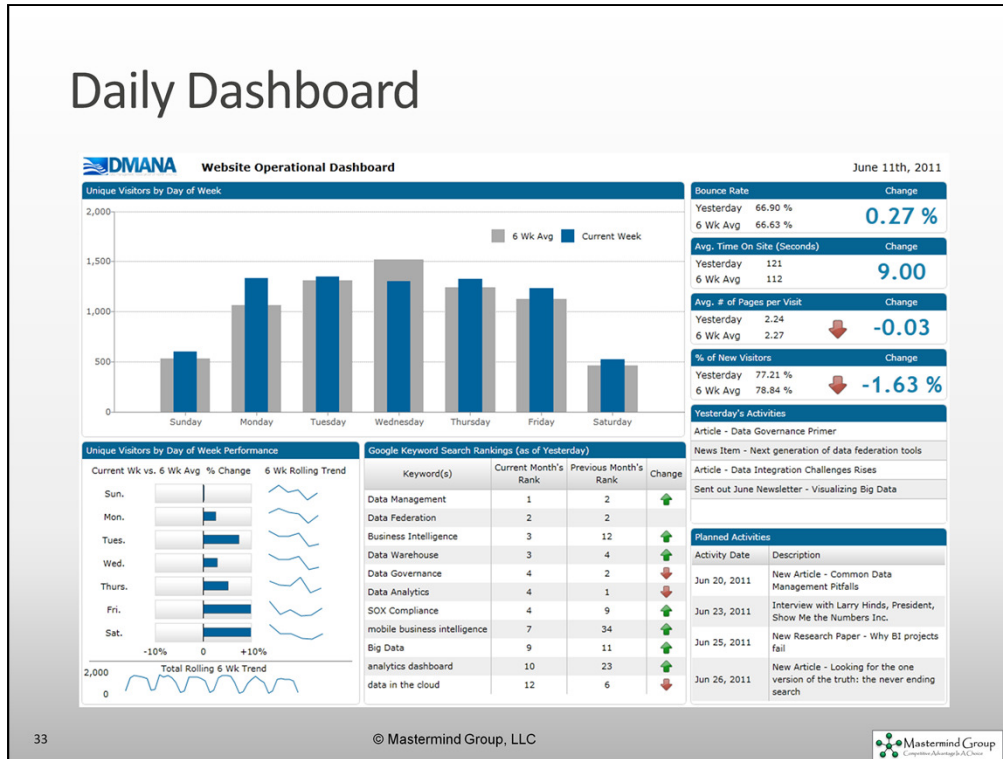 Daily Dashboard
DMANA
Website Operational Dashboard
June 11th, 2011
Unique Visitors by Day of Week
2,000
1,500
1,000
500
0
6 Wk Avg
Current Week
Sunday Monday Tuesday Wednesday Thursday Friday Saturday
Bounce Rate Change
Yesterday 66.90 %
6 Wk Avg 66.63 %
0.27 %
Avg. Time On Site (Seconds) Change
Yesterday 121
6 Wk Avg 112
9.00
Avg. # of Pages per Visit Change
Yesterday 2.24
6 Wk Avg 2.27
-0.03
% of New Visitors Change
Yesterday 77.21 %
6 Wk Avg 78.84 %
-1.63 %
Yesterday's Activities
Article - Data Governance Primer
News Item - Next generation of data federation tools
Article - Data Integration Challenges Rises
Sent out June Newsletter - Visualizing Big Data
Unique Visitors by Day of Week Performance
Current Wk vs. 6 Wk Avg % Change 6 Wk Rolling Trend
Sun.
Mon.
Tues.
Wed.
Thurs.
Fri.
Sat.
-10% 0 +10%
Total Rolling 6 Wk Trend
2,000
0
Google Keyword Search Rankings (as of Yesterday)
Keyword(s) Current Month's Rank Previous Month's Rank Change
Data Management 1 2
Data Federation 2 2
Business Intelligence 3 12
Data Warehouse 3 4
Data Governance 4 2
Data Analytics 4 1
SOX Compliance 4 9
mobile business intelligence 7 34
Big Data 9 11
analytics dashboard 10 23
data in the cloud 12 6
Planned Activities
Activity Date Description
Jun 20, 2011 New Article - Common Data
Management Pitfalls
Jun 23, 2011 Interview with Larry Hinds, President,
Show Me the Numbers Inc.
Jun 25, 2011 New Research Paper - Why BI projects
fail
Jun 26, 2011 New Article - Looking for the one
version of the truth: the never ending
search
33
© Mastermind Group, LLC
Mastermind Group
Competitive Advantage Is A Choice